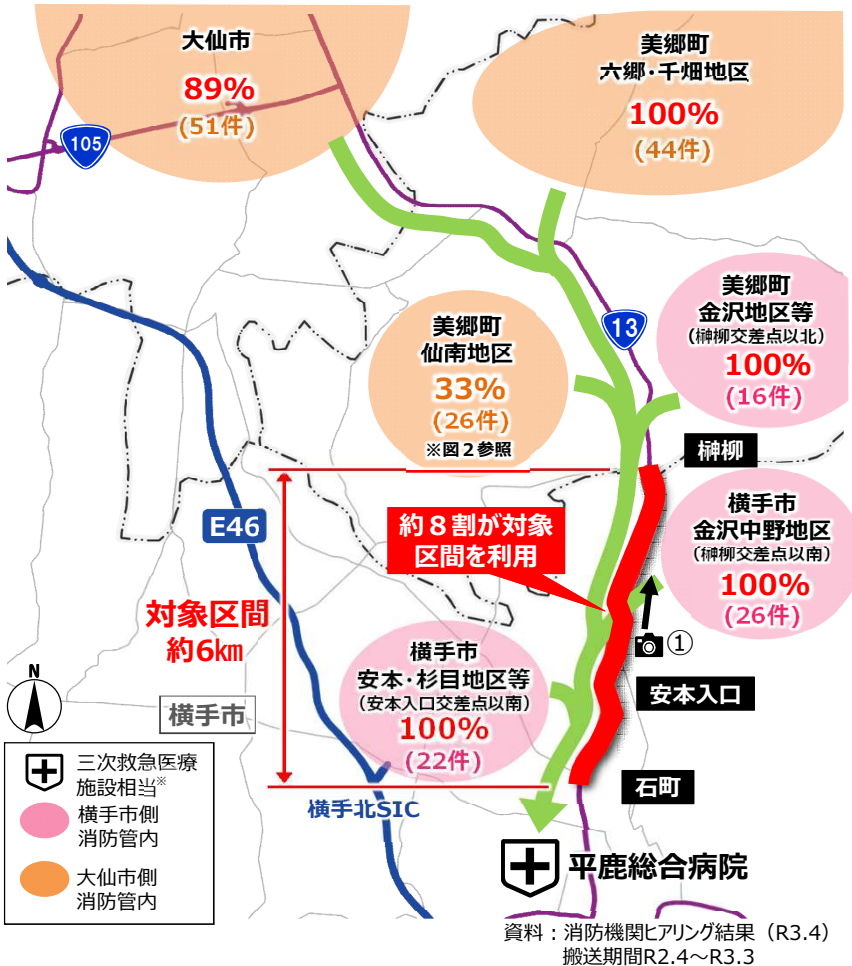 大仙市
89%
(51件)
105
美郷町
六郷・千畑地区
100%
(44件)
13
美郷町
金沢地区等
(榊柳交差点以北)
100%
(16件)
美郷町
仙南地区
33%
(26件)
※図2参照
榊柳
E46
約8割が対象
区間を利用
横手市
金沢中野地区
(榊柳交差点以南)
100%
(26件)
対象区間
約6km
①
横手市
安本・杉目地区等
(安本入口交差点以南)
100%
(22件)
安本入口
N
横手市
石町
横手北SIC
三次救急医療
施設相当※
横手市側
消防管内
大仙市側
消防管内
平鹿総合病院
資料：消防機関ヒアリング結果（R3.4）
搬送期間R2.4～R3.3